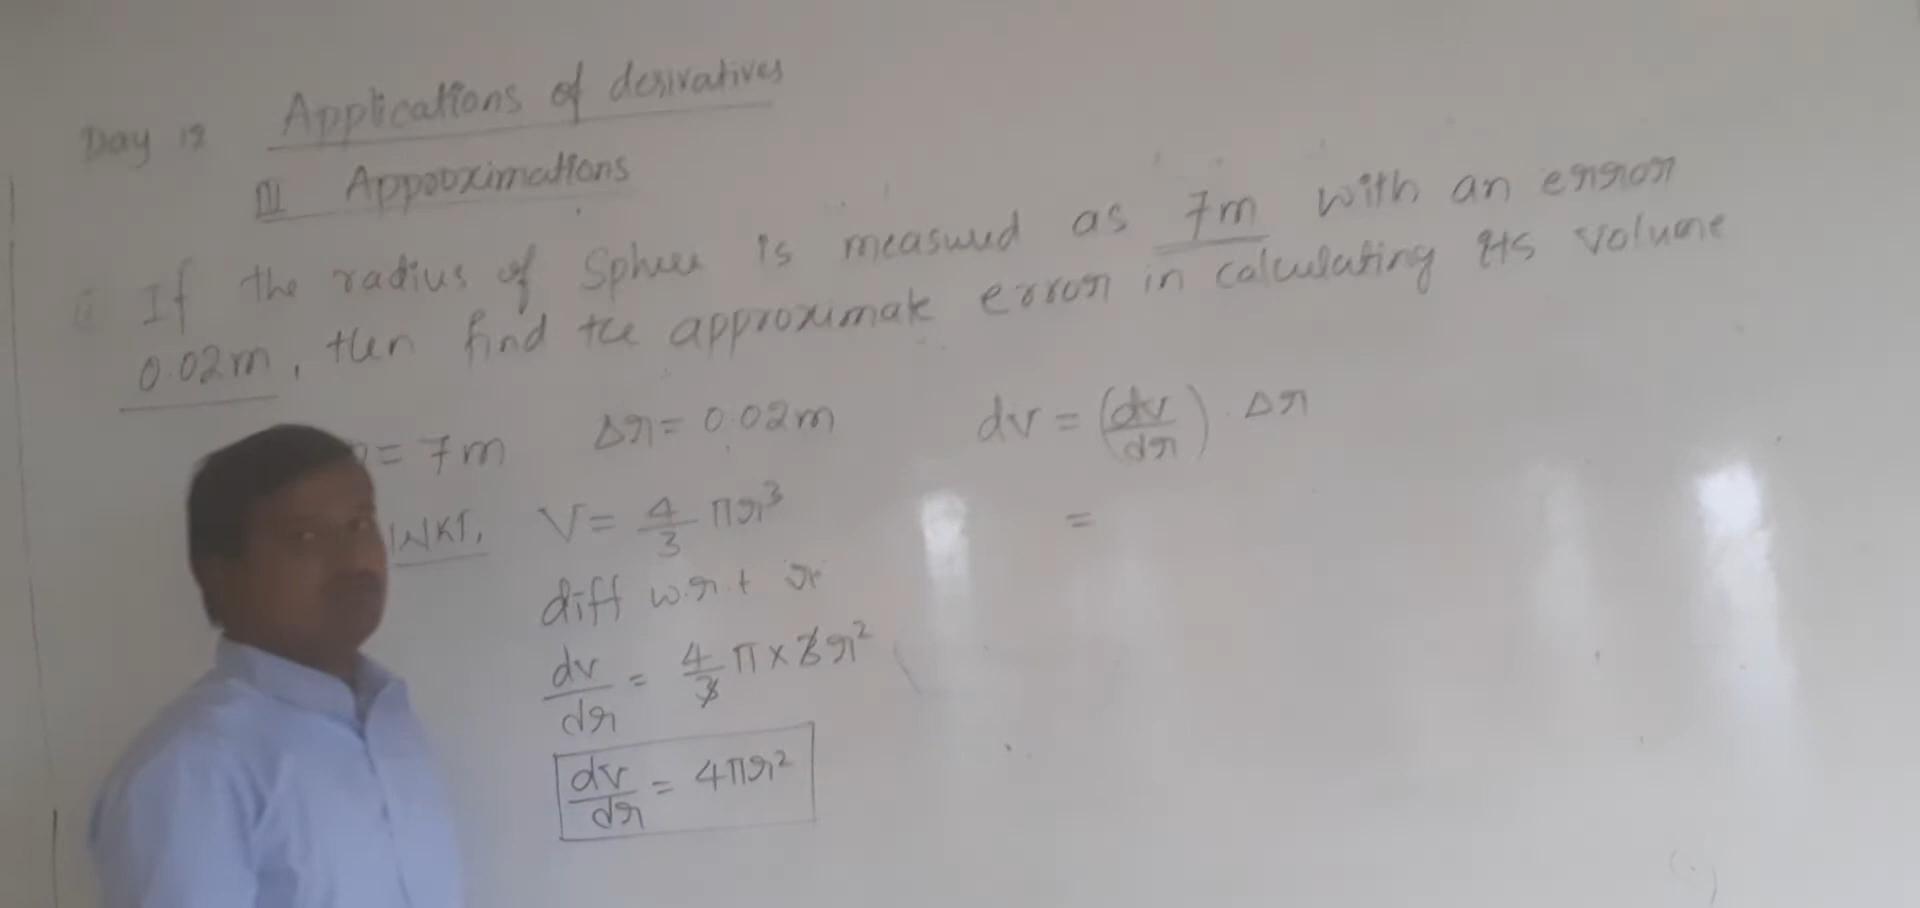 Day 12 Applications of derivatives
III Approximations
If the radius of Sphere is measured as 7m with an error
0.02m, then find the approximate error in calculating its volume
= 7m Δr = 0.02m dv = (dv/dr) . Δr
WKT, V = 4/3 πr³ =
diff w.r.t r
dv/dr = 4/3 π × 3r²
dv/dr = 4πr²